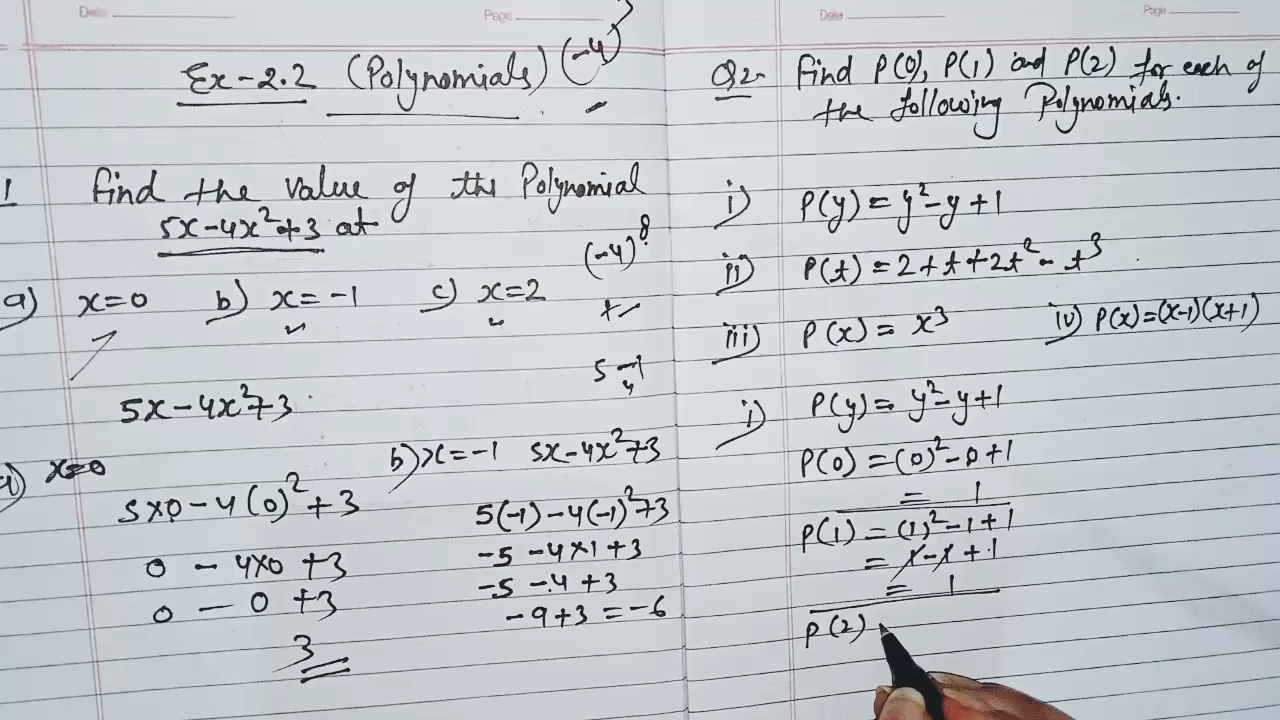 Date Page
Ex-2.2 (Polynomials) (-4)
1 find the value of the Polynomial
5x-4x²+3 at
(-4)⁸
a) x=0 b) x=-1 c) x=2
+
5 -1
5x-4x²+3
a) x=0
5x0-4(0)²+3
0 - 4x0 +3
0 - 0 +3
3
b) x=-1 5x-4x²+3
5(-1)-4(-1)²+3
-5 -4x1+3
-5 -4+3
-9+3 =-6
Date Page
Q2- find P(0), P(1) and P(2) for each of
the following Polynomials.
i) P(y)=y²-y+1
ii) P(t)=2+t+2t²-t³
iii) P(x)= x³ iv) P(x)=(x-1)(x+1)
i) P(y)=y²-y+1
P(0)=(0)²-0+1
= 1
P(1)=(1)²-1+1
= 1-1+1
= 1
P(2)